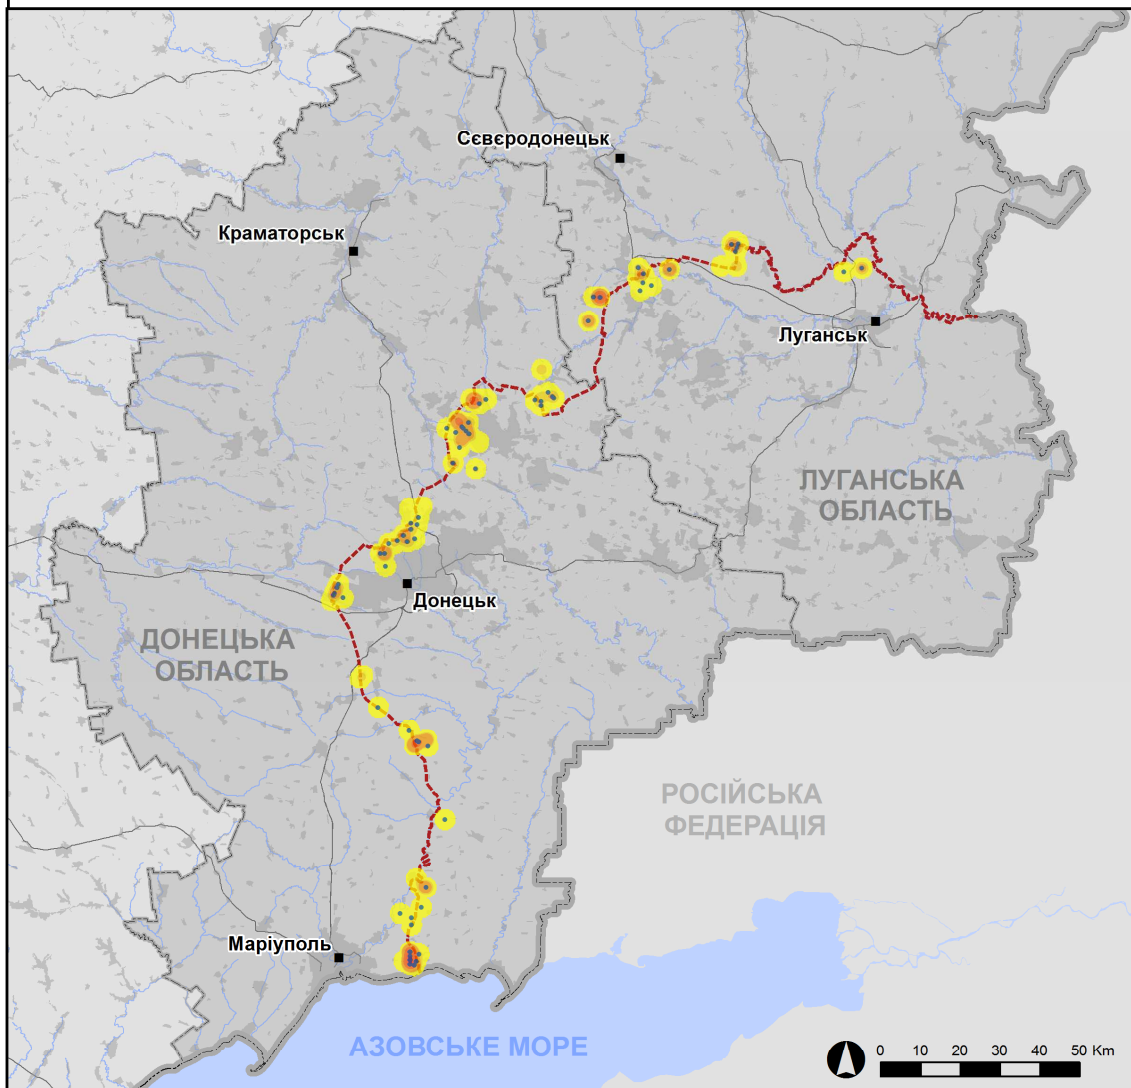 Сєвєродонецьк
Краматорськ
Луганськ
ЛУГАНСЬКА
ОБЛАСТЬ
Донецьк
ДОНЕЦЬКА
ОБЛАСТЬ
РОСІЙСЬКА
ФЕДЕРАЦІЯ
Маріуполь
АЗОВСЬКЕ МОРЕ
0 10 20 30 40 50 Km